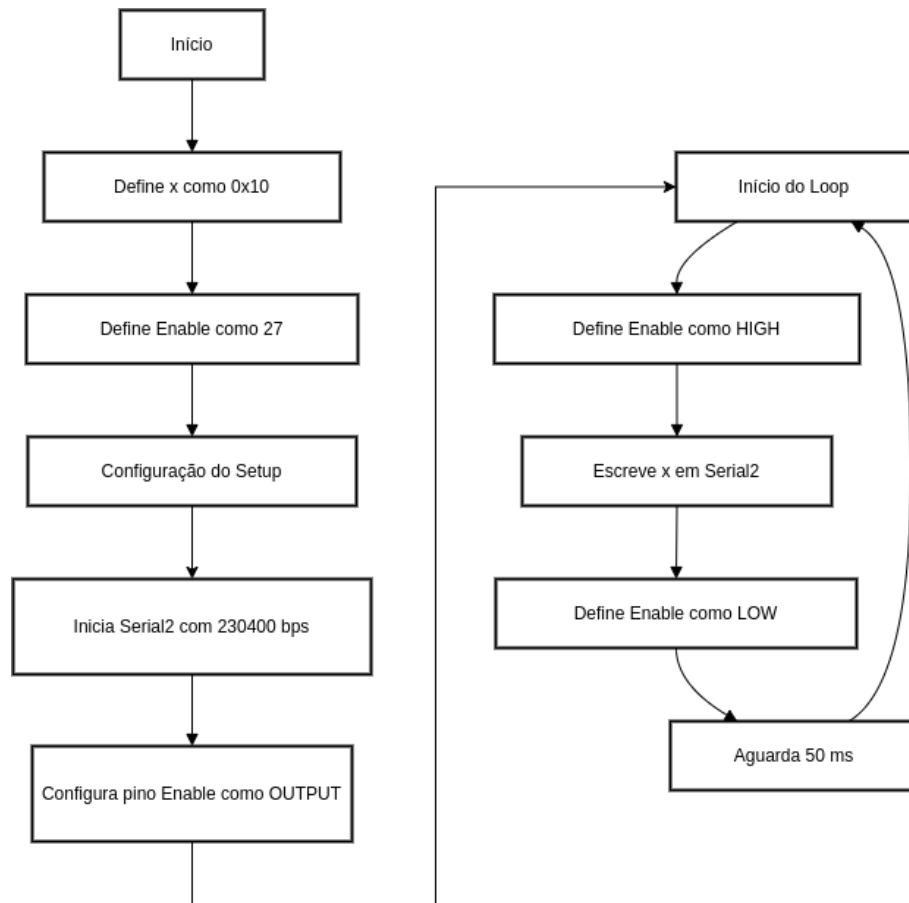 Início
Define x como 0x10
Define Enable como 27
Configuração do Setup
Inicia Serial2 com 230400 bps
Configura pino Enable como OUTPUT
Início do Loop
Define Enable como HIGH
Escreve x em Serial2
Define Enable como LOW
Aguarda 50 ms